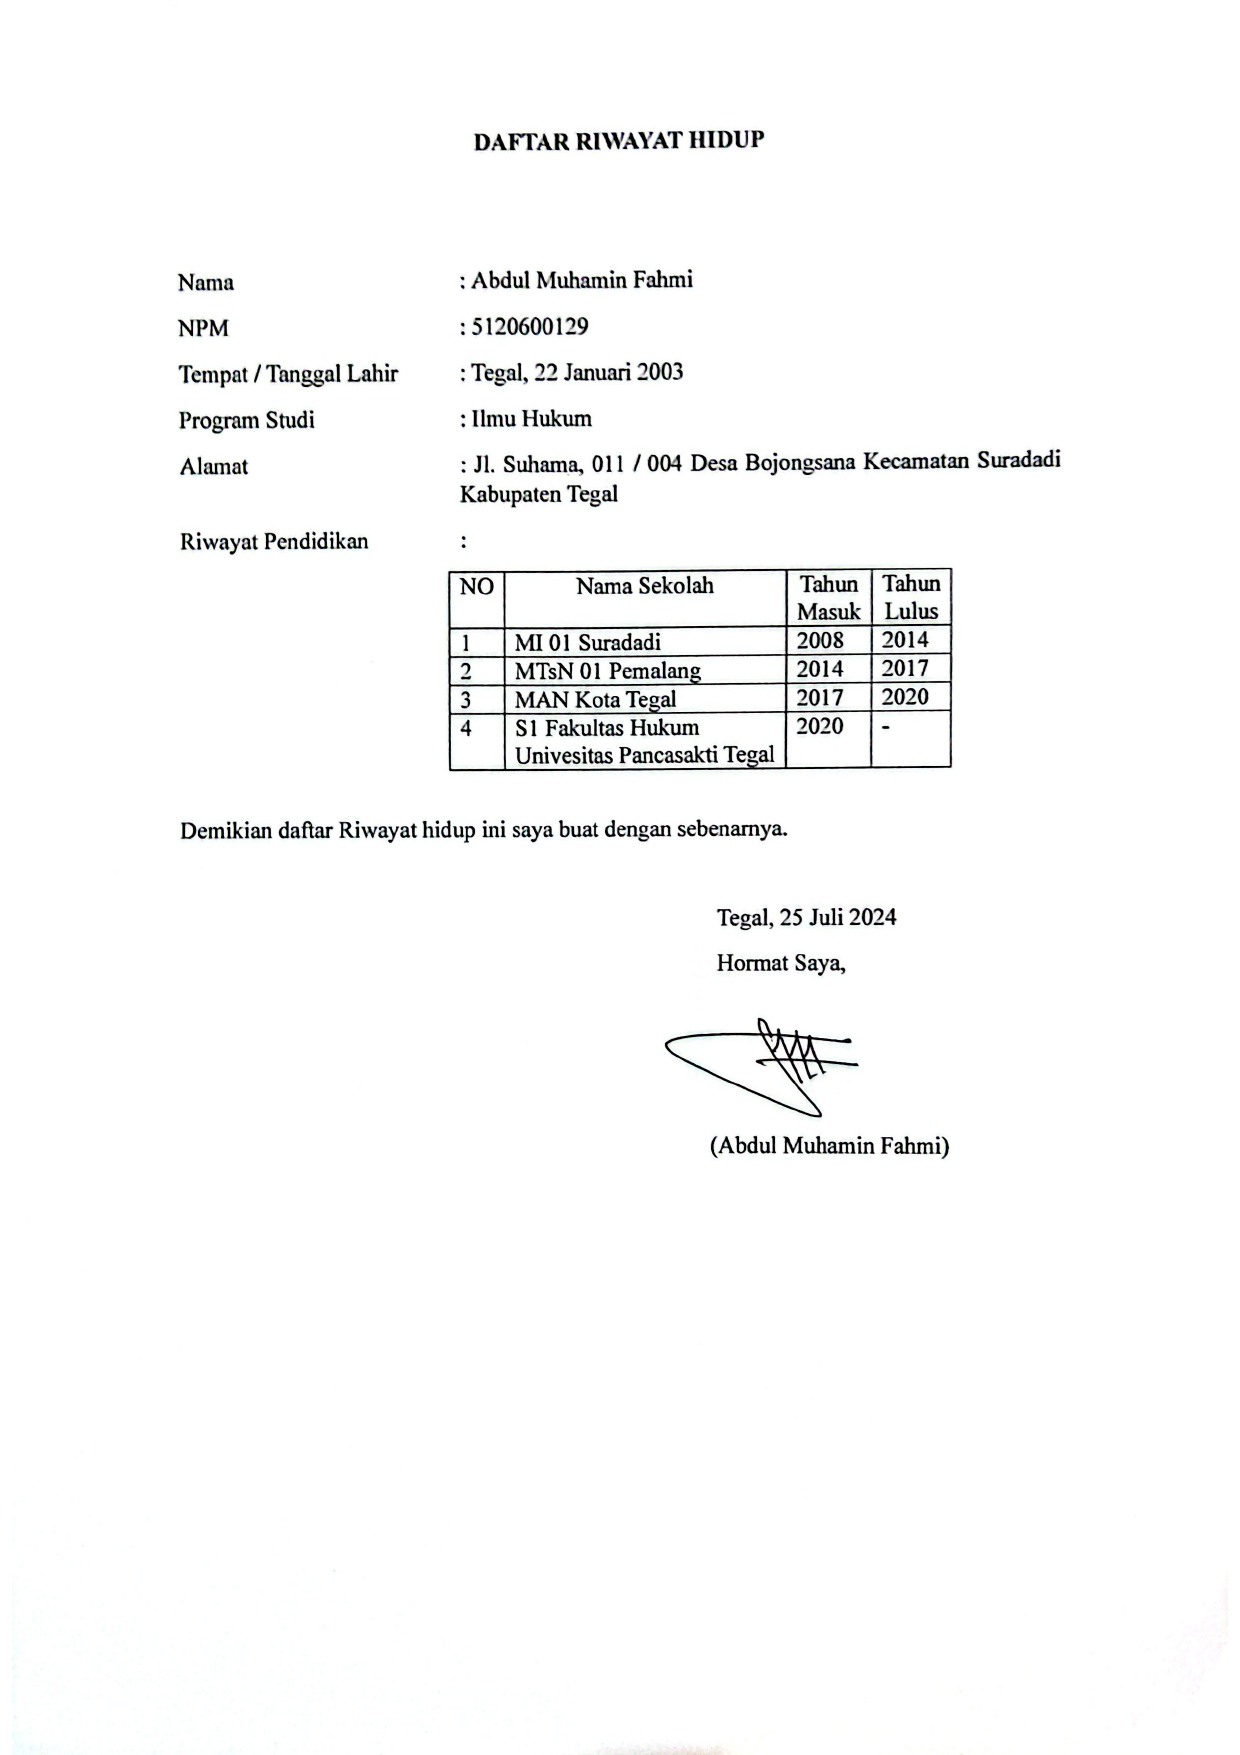 DAFTAR RIWAYAT HIDUP
Nama : Abdul Muhamin Fahmi
NPM : 5120600129
Tempat / Tanggal Lahir : Tegal, 22 Januari 2003
Program Studi : Ilmu Hukum
Alamat : Jl. Suhama, 011 / 004 Desa Bojongsana Kecamatan Suradadi
Kabupaten Tegal
Riwayat Pendidikan :
NO Nama Sekolah Tahun Tahun
Masuk Lulus
1 MI 01 Suradadi 2008 2014
2 MTsN 01 Pemalang 2014 2017
3 MAN Kota Tegal 2017 2020
4 S1 Fakultas Hukum 2020 -
Univesitas Pancasakti Tegal
Demikian daftar Riwayat hidup ini saya buat dengan sebenarnya.
Tegal, 25 Juli 2024
Hormat Saya,
(Abdul Muhamin Fahmi)